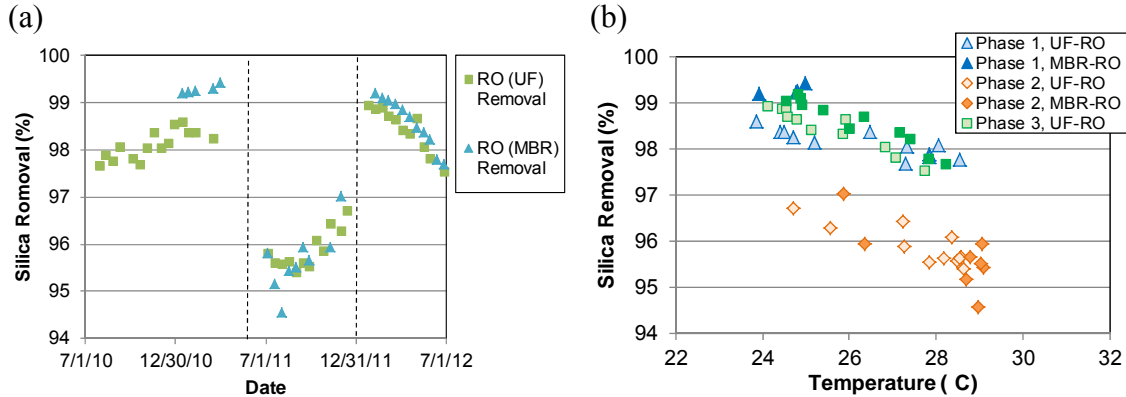 (a)
100
99
98
97
96
95
94
Silica Romoval (%)
7/1/10
12/30/10
7/1/11
12/31/11
7/1/12
Date
RO (UF)
Removal
RO (MBR)
Removal
(b)
100
99
98
97
96
95
94
Silica Removal (%)
22
24
26
28
30
32
Temperature ( C)
Phase 1, UF-RO
Phase 1, MBR-RO
Phase 2, UF-RO
Phase 2, MBR-RO
Phase 3, UF-RO